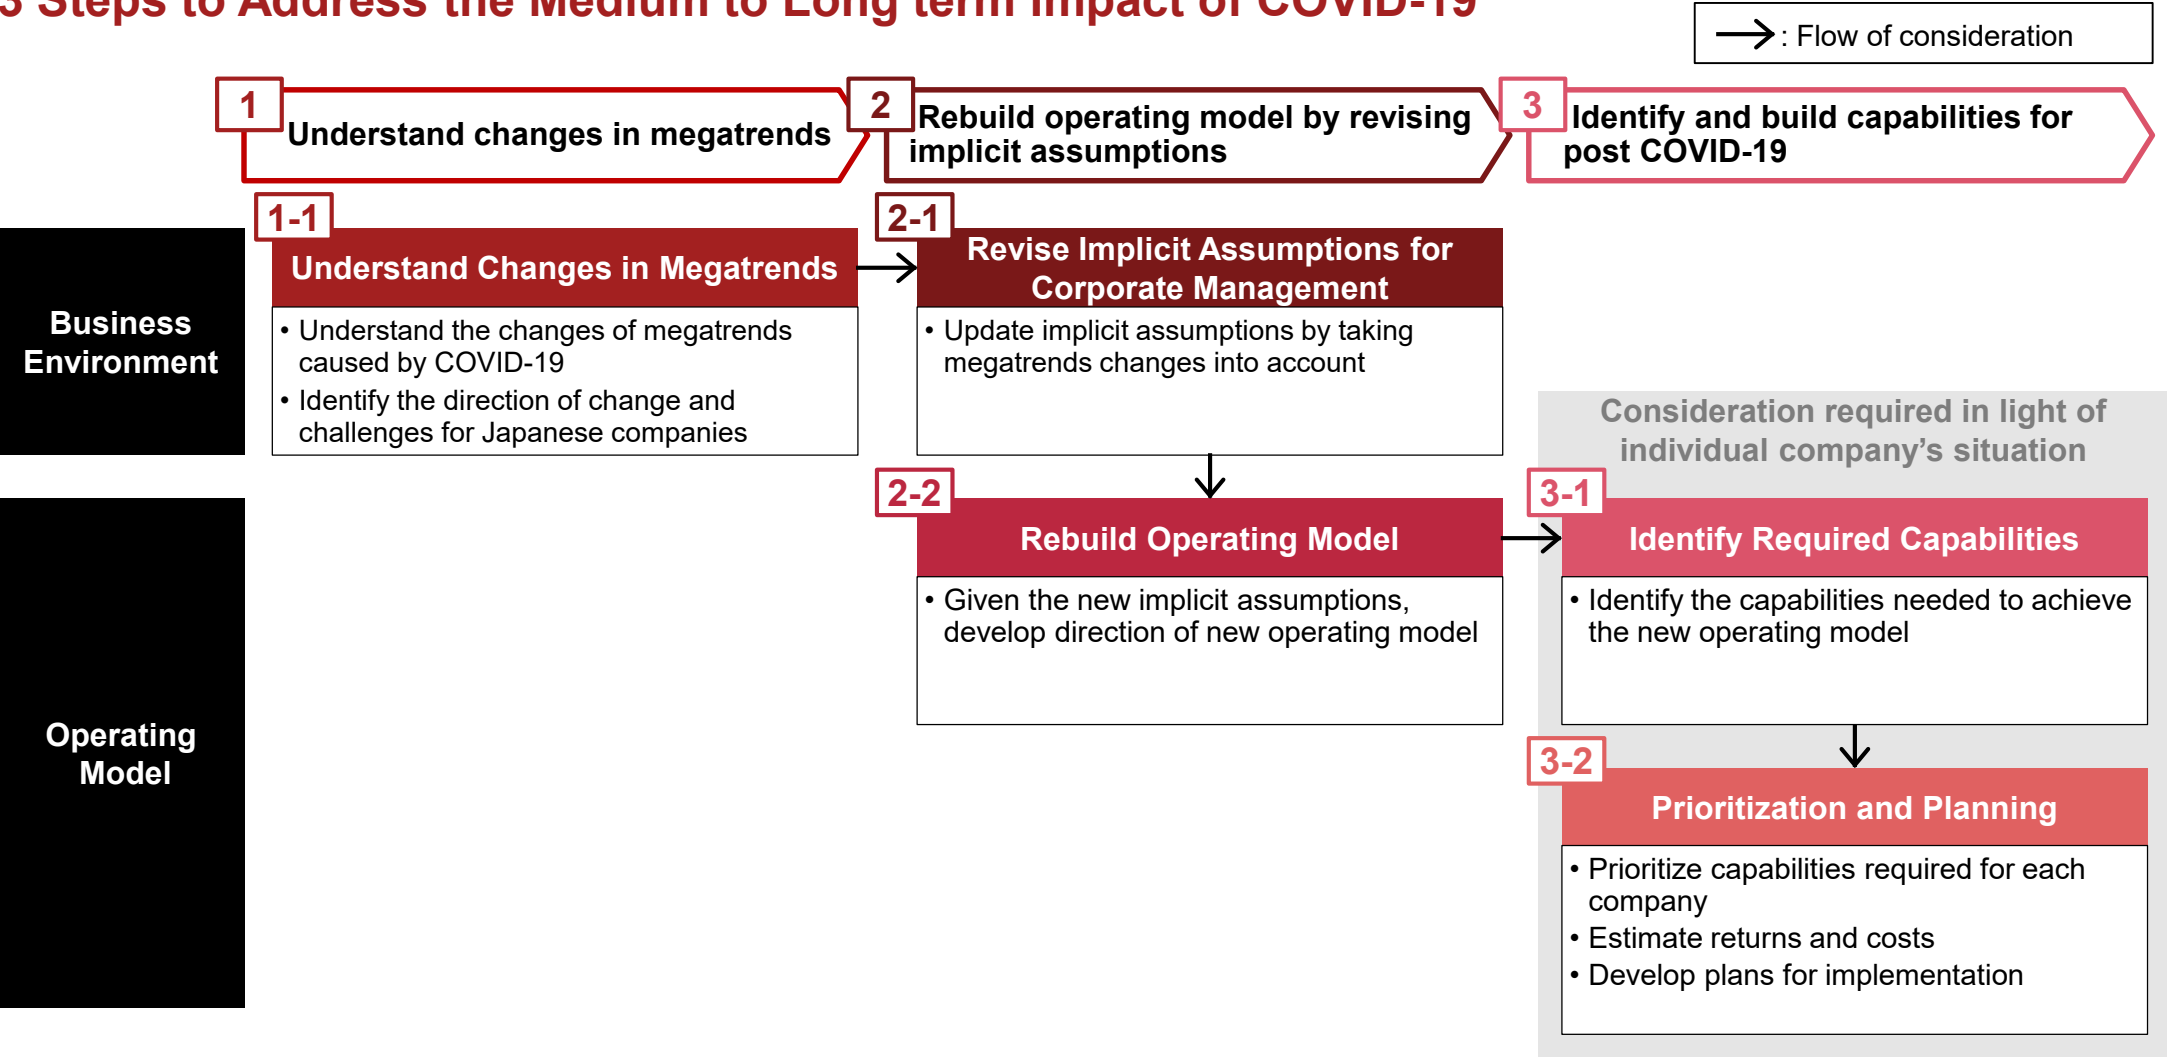 3 Steps to Address the Medium to Long term Impact of COVID-19
: Flow of consideration
1
Understand changes in megatrends
2
Rebuild operating model by revising
implicit assumptions
3
Identify and build capabilities for
post COVID-19
Business
Environment
1-1
Understand Changes in Megatrends
• Understand the changes of megatrends
caused by COVID-19
• Identify the direction of change and
challenges for Japanese companies
2-1
Revise Implicit Assumptions for
Corporate Management
• Update implicit assumptions by taking
megatrends changes into account
Consideration required in light of
individual company’s situation
Operating
Model
2-2
Rebuild Operating Model
• Given the new implicit assumptions,
develop direction of new operating model
3-1
Identify Required Capabilities
• Identify the capabilities needed to achieve
the new operating model
3-2
Prioritization and Planning
• Prioritize capabilities required for each
company
• Estimate returns and costs
• Develop plans for implementation